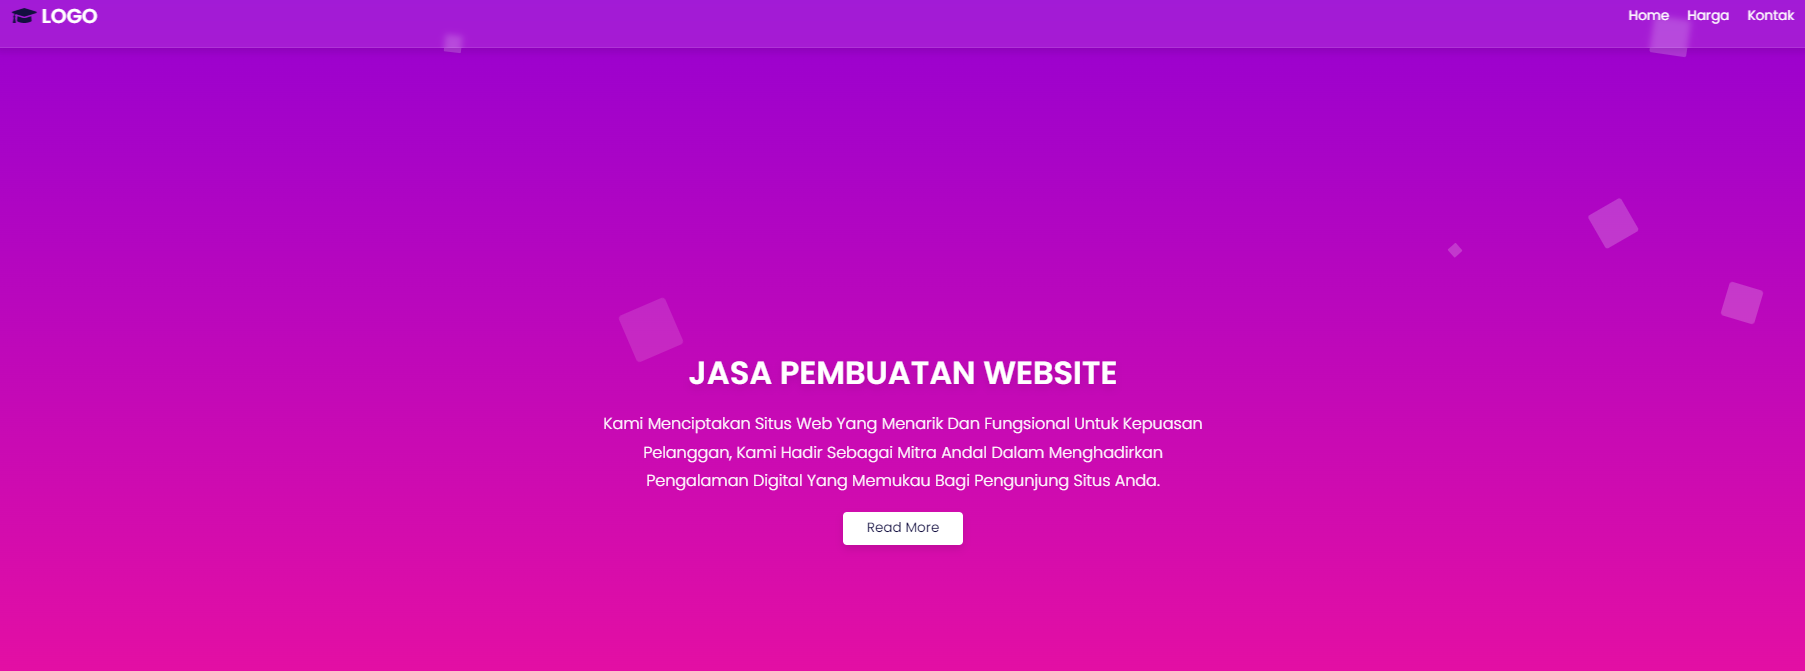 LOGO
Home Harga Kontak
JASA PEMBUATAN WEBSITE
Kami Menciptakan Situs Web Yang Menarik Dan Fungsional Untuk Kepuasan
Pelanggan, Kami Hadir Sebagai Mitra Andal Dalam Menghadirkan
Pengalaman Digital Yang Memukau Bagi Pengunjung Situs Anda.
Read More